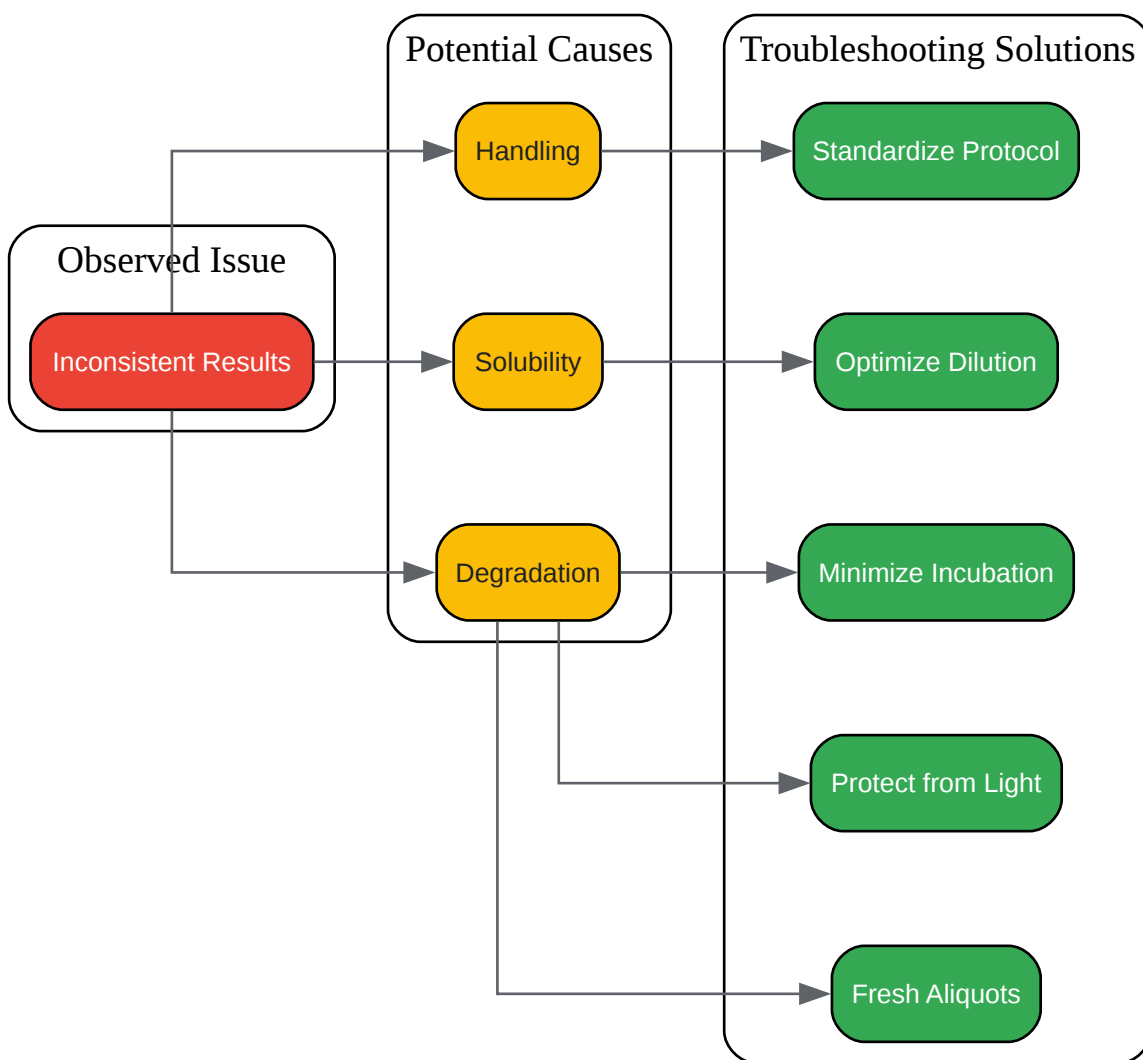 Potential Causes
Troubleshooting Solutions
Handling
Standardize Protocol
Observed Issue
Inconsistent Results
Solubility
Optimize Dilution
Degradation
Minimize Incubation
Protect from Light
Fresh Aliquots